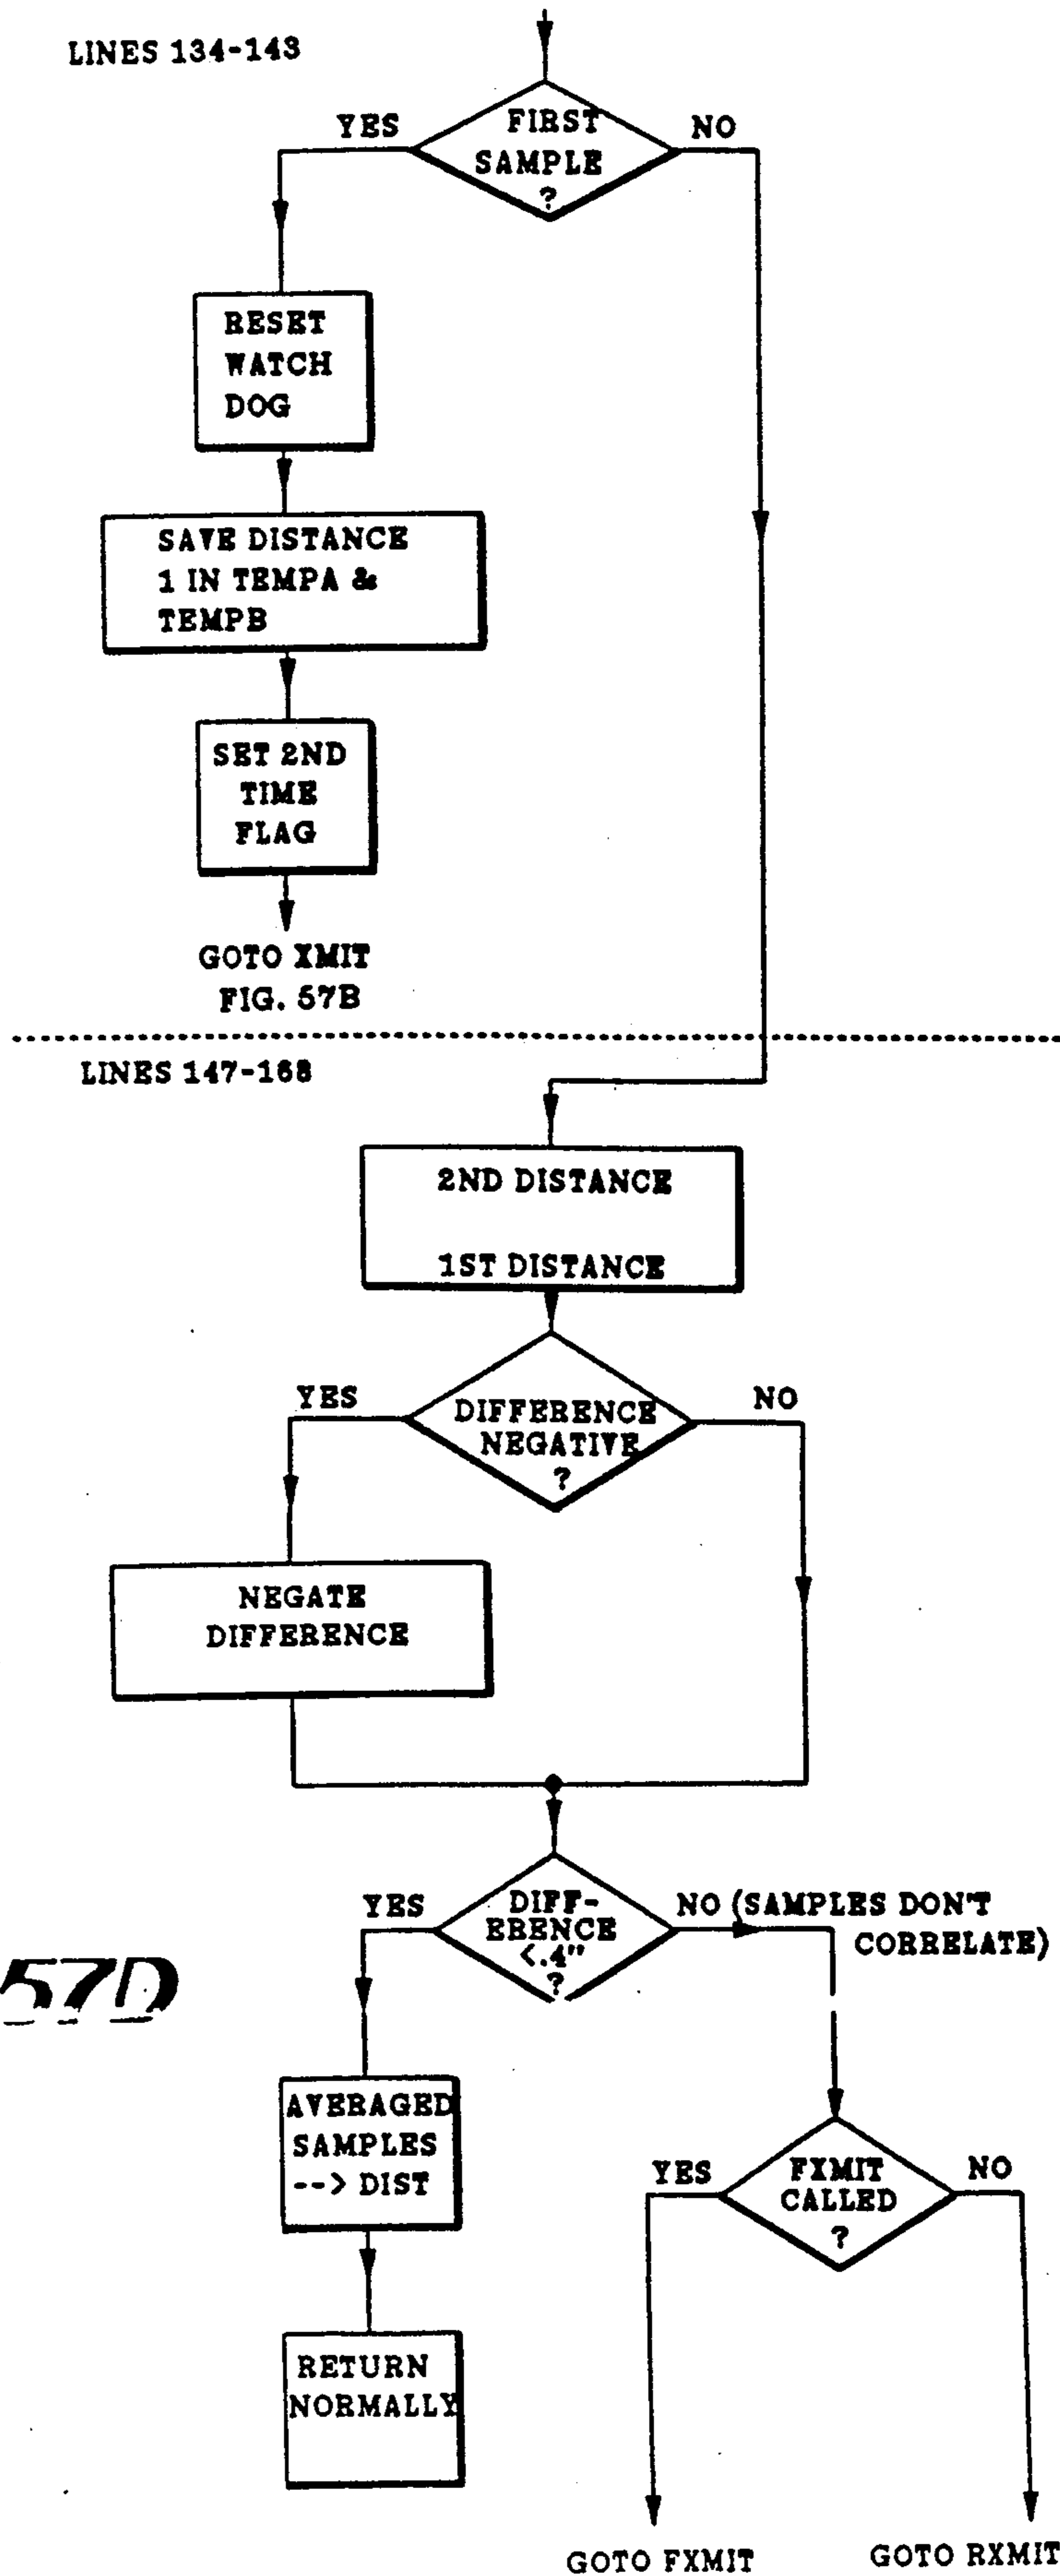 LINES 134-143
YES
FIRST
SAMPLE
?
NO
RESET
WATCH
DOG
SAVE DISTANCE
1 IN TEMPA &
TEMPB
SET 2ND
TIME
FLAG
GOTO XMIT
FIG. 57B
LINES 147-168
2ND DISTANCE
1ST DISTANCE
YES
DIFFERENCE
NEGATIVE
?
NO
NEGATE
DIFFERENCE
YES
DIFF-
ERENCE
<.4"
?
NO (SAMPLES DON'T
CORRELATE)
57D
AVERAGED
SAMPLES
--> DIST
YES
FXMIT
CALLED
?
NO
RETURN
NORMALLY
GOTO FXMIT
GOTO RXMIT